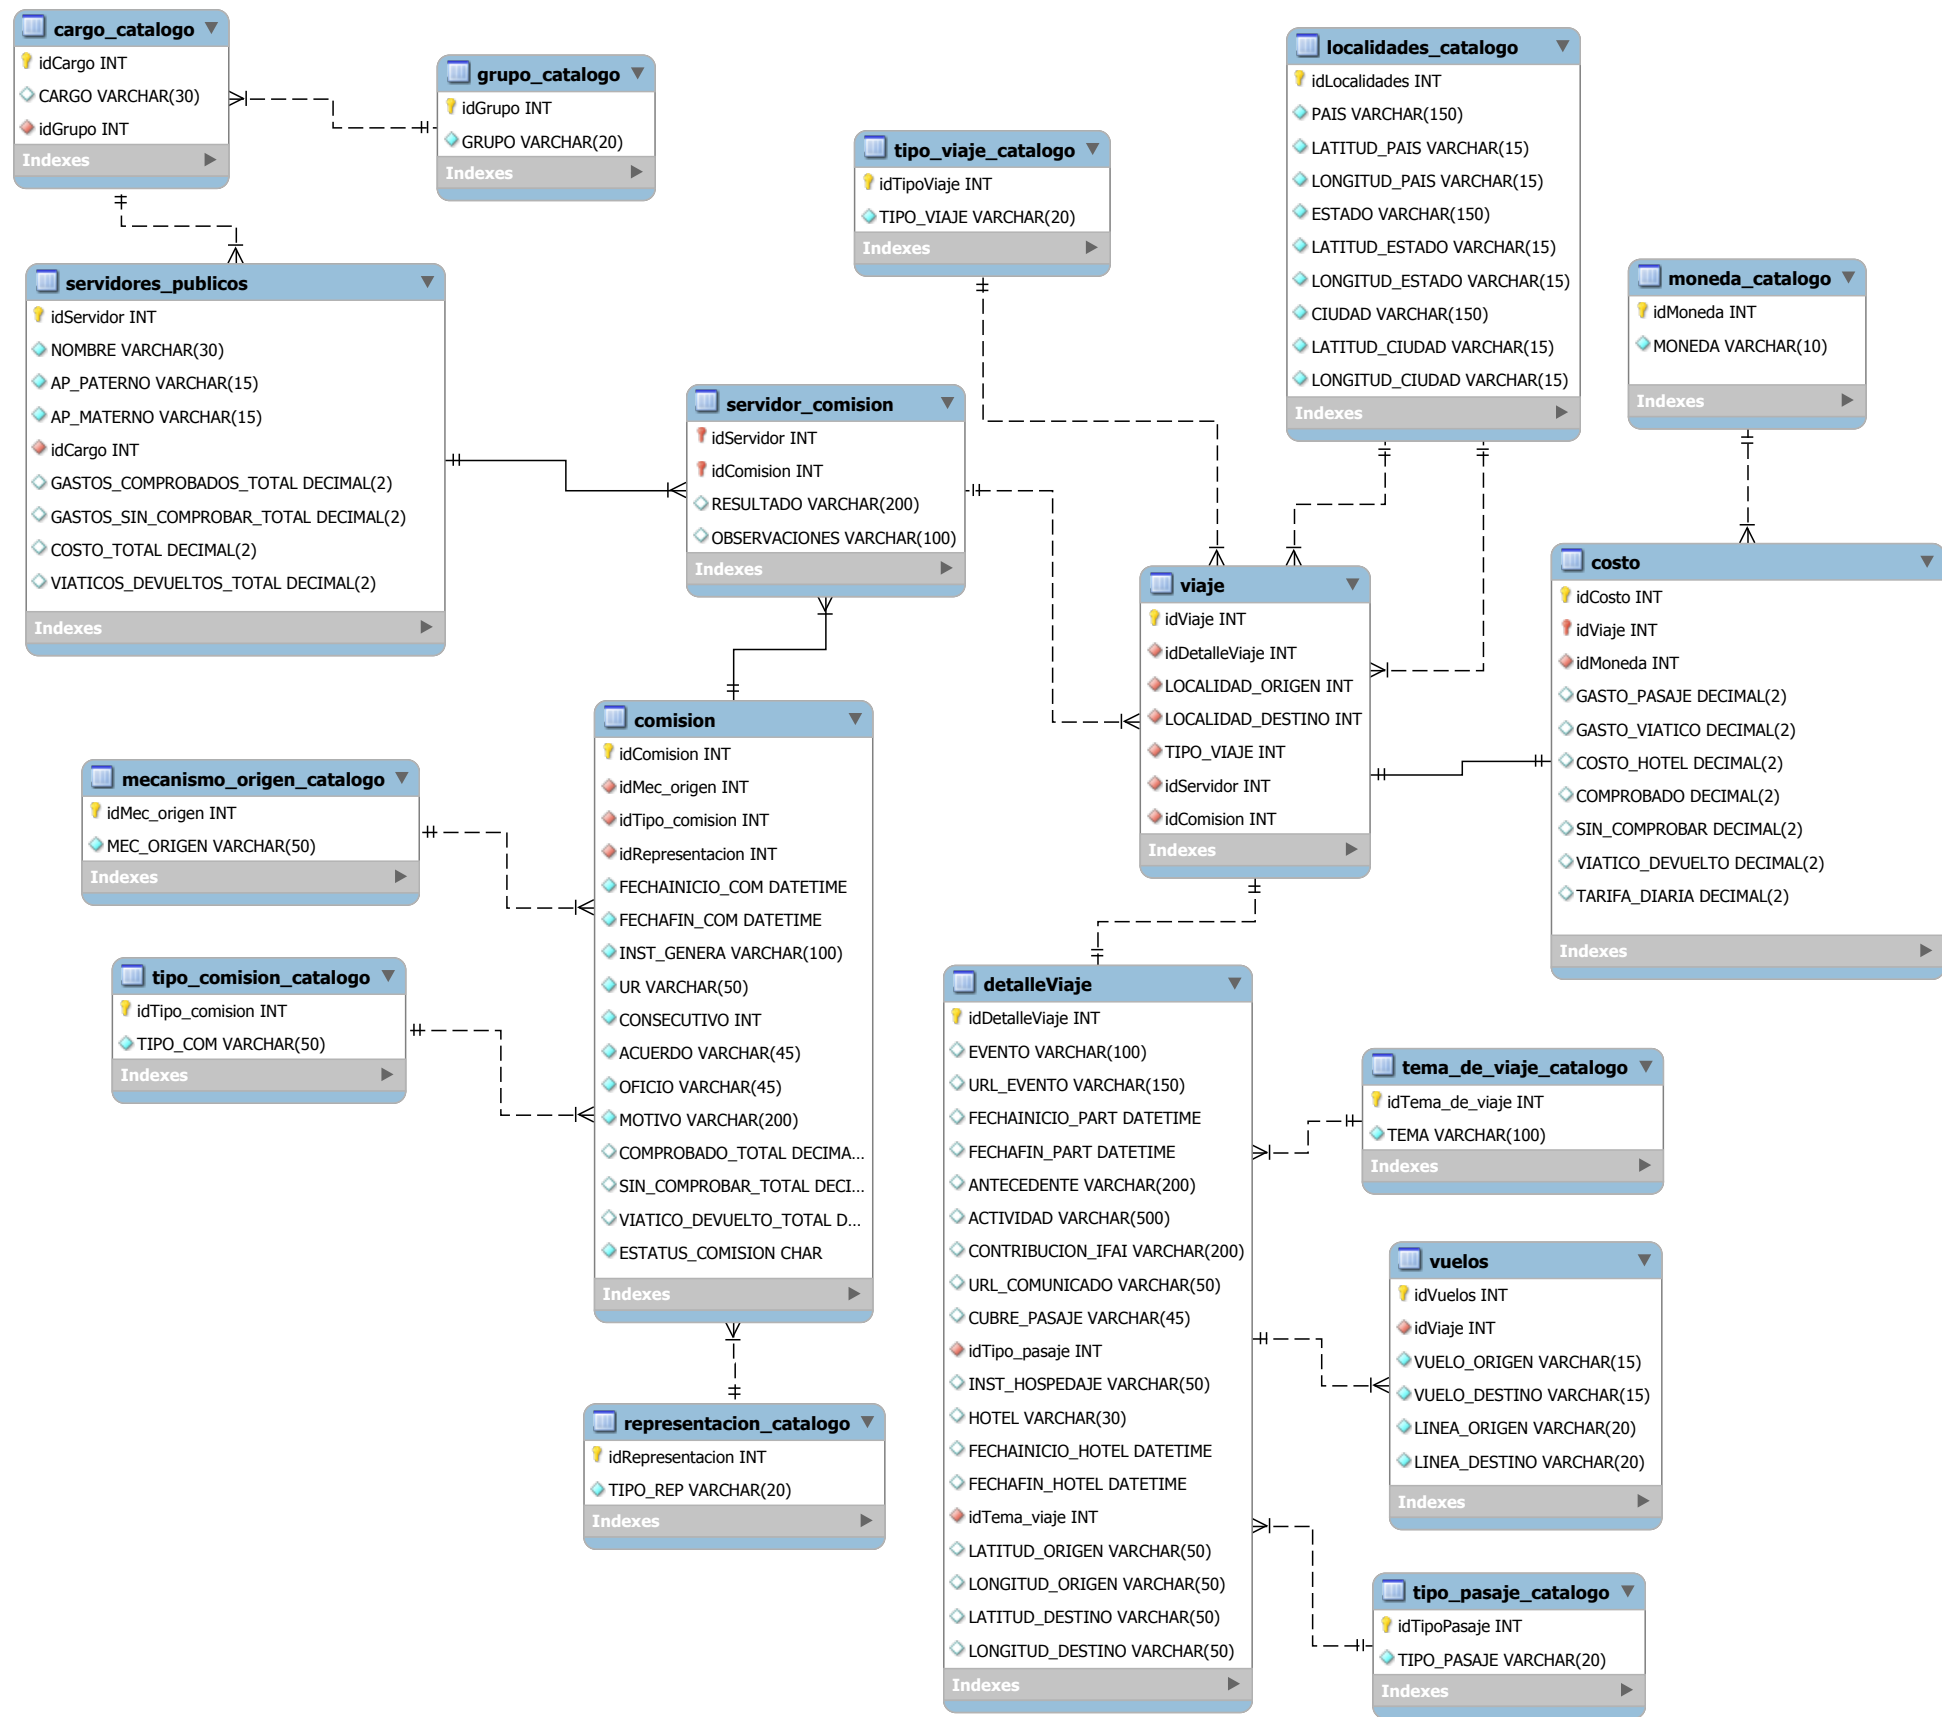 cargo_catalogo
idCargo INT
CARGO VARCHAR(30)
idGrupo INT
Indexes
grupo_catalogo
idGrupo INT
GRUPO VARCHAR(20)
Indexes
servidores_publicos
idServidor INT
NOMBRE VARCHAR(30)
AP_PATERNO VARCHAR(15)
AP_MATERNO VARCHAR(15)
idCargo INT
GASTOS_COMPROBADOS_TOTAL DECIMAL(2)
GASTOS_SIN_COMPROBAR_TOTAL DECIMAL(2)
COSTO_TOTAL DECIMAL(2)
VIATICOS_DEVUELTOS_TOTAL DECIMAL(2)
Indexes
servidor_comision
idServidor INT
idComision INT
RESULTADO VARCHAR(200)
OBSERVACIONES VARCHAR(100)
Indexes
tipo_viaje_catalogo
idTipoViaje INT
TIPO_VIAJE VARCHAR(20)
Indexes
localidades_catalogo
idLocalidades INT
PAIS VARCHAR(150)
LATITUD_PAIS VARCHAR(15)
LONGITUD_PAIS VARCHAR(15)
ESTADO VARCHAR(150)
LATITUD_ESTADO VARCHAR(15)
LONGITUD_ESTADO VARCHAR(15)
CIUDAD VARCHAR(150)
LATITUD_CIUDAD VARCHAR(15)
LONGITUD_CIUDAD VARCHAR(15)
Indexes
moneda_catalogo
idMoneda INT
MONEDA VARCHAR(10)
Indexes
viaje
idViaje INT
idDetalleViaje INT
LOCALIDAD_ORIGEN INT
LOCALIDAD_DESTINO INT
TIPO_VIAJE INT
idServidor INT
idComision INT
Indexes
costo
idCosto INT
idViaje INT
idMoneda INT
GASTO_PASAJE DECIMAL(2)
GASTO_VIATICO DECIMAL(2)
COSTO_HOTEL DECIMAL(2)
COMPROBADO DECIMAL(2)
SIN_COMPROBAR DECIMAL(2)
VIATICO_DEVUELTO DECIMAL(2)
TARIFA_DIARIA DECIMAL(2)
Indexes
mecanismo_origen_catalogo
idMec_origen INT
MEC_ORIGEN VARCHAR(50)
Indexes
tipo_comision_catalogo
idTipo_comision INT
TIPO_COM VARCHAR(50)
Indexes
comision
idComision INT
idMec_origen INT
idTipo_comision INT
idRepresentacion INT
FECHAINICIO_COM DATETIME
FECHAFIN_COM DATETIME
INST_GENERA VARCHAR(100)
UR VARCHAR(50)
CONSECUTIVO INT
ACUERDO VARCHAR(45)
OFICIO VARCHAR(45)
MOTIVO VARCHAR(200)
COMPROBADO_TOTAL DECIMA...
SIN_COMPROBAR_TOTAL DECI...
VIATICO_DEVUELTO_TOTAL D...
ESTATUS_COMISION CHAR
Indexes
representacion_catalogo
idRepresentacion INT
TIPO_REP VARCHAR(20)
Indexes
detalleViaje
idDetalleViaje INT
EVENTO VARCHAR(100)
URL_EVENTO VARCHAR(150)
FECHAINICIO_PART DATETIME
FECHAFIN_PART DATETIME
ANTECEDENTE VARCHAR(200)
ACTIVIDAD VARCHAR(500)
CONTRIBUCION_IFAI VARCHAR(200)
URL_COMUNICADO VARCHAR(50)
CUBRE_PASAJE VARCHAR(45)
idTipo_pasaje INT
INST_HOSPEDAJE VARCHAR(50)
HOTEL VARCHAR(30)
FECHAINICIO_HOTEL DATETIME
FECHAFIN_HOTEL DATETIME
idTema_viaje INT
LATITUD_ORIGEN VARCHAR(50)
LONGITUD_ORIGEN VARCHAR(50)
LATITUD_DESTINO VARCHAR(50)
LONGITUD_DESTINO VARCHAR(50)
Indexes
tema_de_viaje_catalogo
idTema_de_viaje INT
TEMA VARCHAR(100)
Indexes
vuelos
idVuelos INT
idViaje INT
VUELO_ORIGEN VARCHAR(15)
VUELO_DESTINO VARCHAR(15)
LINEA_ORIGEN VARCHAR(20)
LINEA_DESTINO VARCHAR(20)
Indexes
tipo_pasaje_catalogo
idTipoPasaje INT
TIPO_PASAJE VARCHAR(20)
Indexes